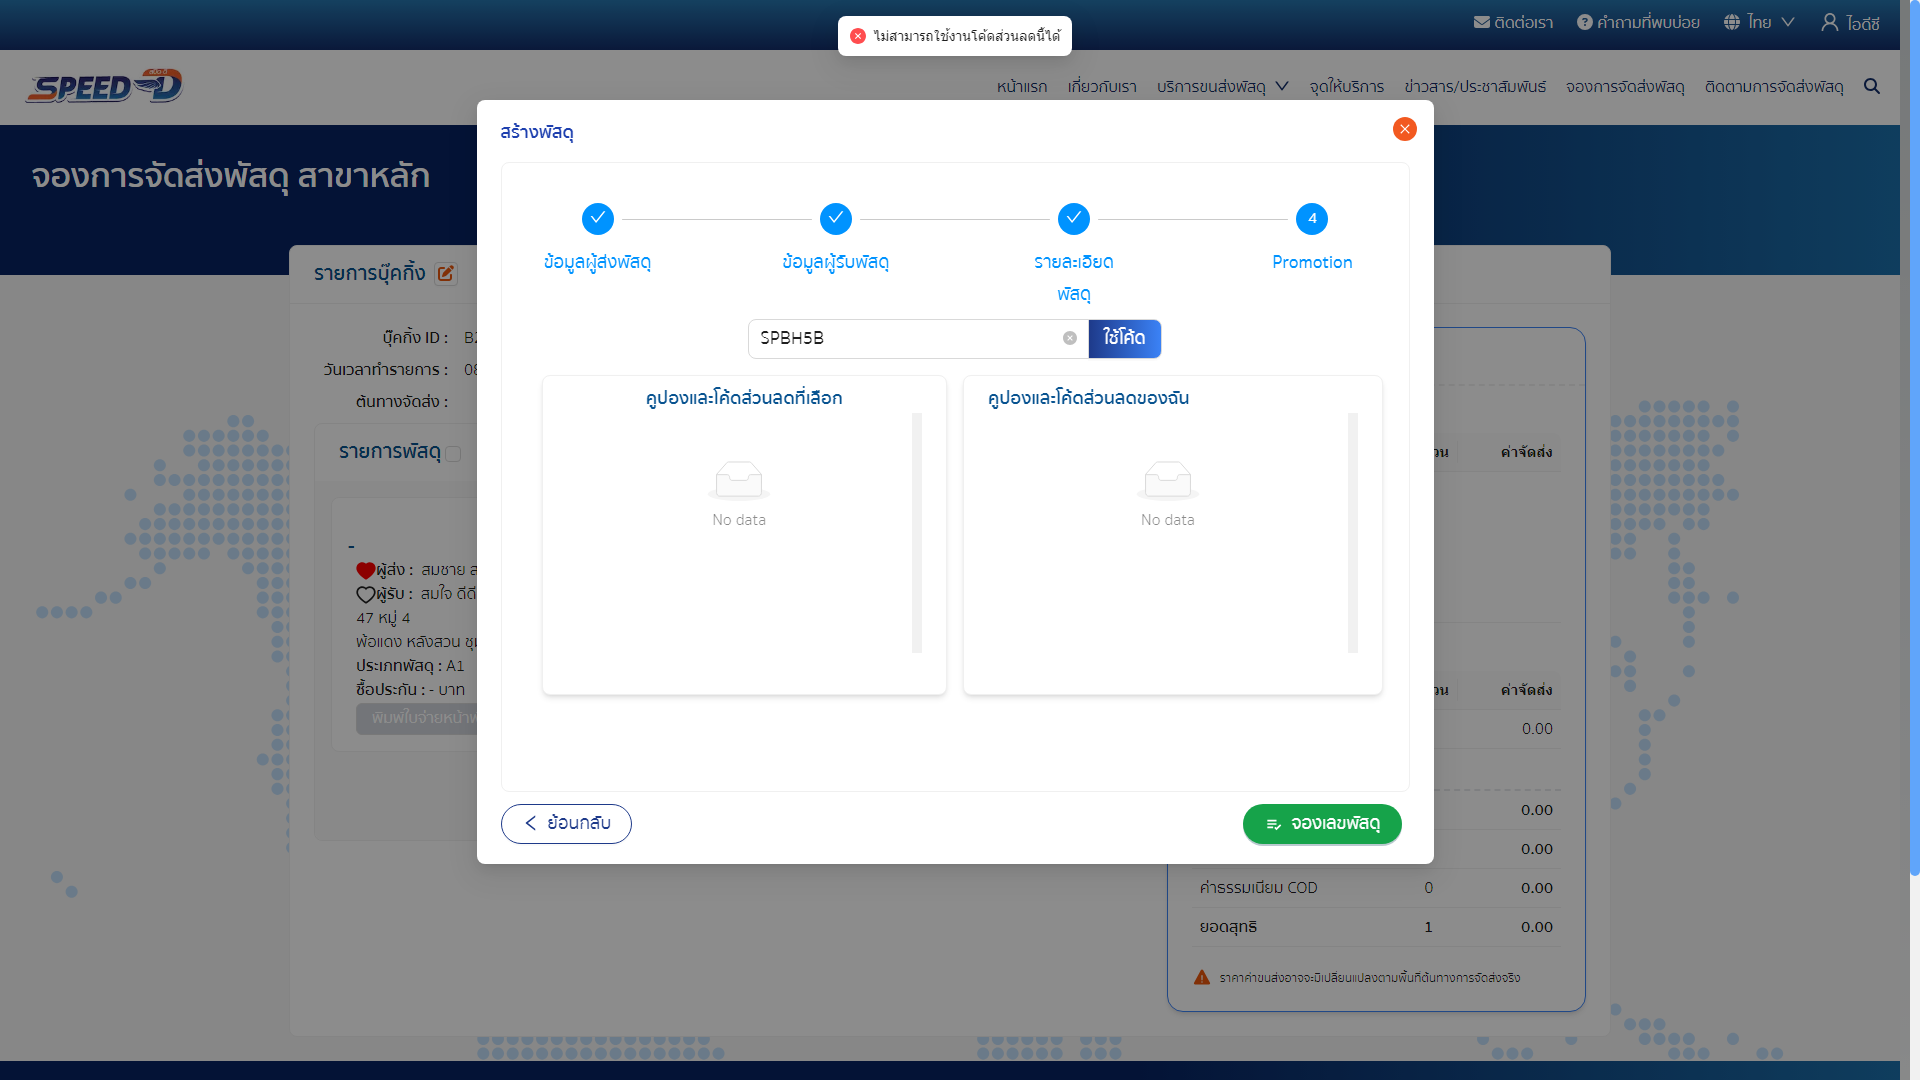 ติดต่อเรา
คำถามที่พบบ่อย
ไทย
ไอดีซี
ไม่สามารถใช้งานโค้ดส่วนลดนี้ได้
SPEED-D
หน้าแรก
เกี่ยวกับเรา
บริการขนส่งพัสดุ
จุดให้บริการ
ข่าวสาร/ประชาสัมพันธ์
จองการจัดส่งพัสดุ
ติดตามการจัดส่งพัสดุ
จองการจัดส่งพัสดุ สาขาหลัก
สร้างพัสดุ
4
ข้อมูลผู้ส่งพัสดุ
ข้อมูลผู้รับพัสดุ
รายละเอียด
พัสดุ
Promotion
SPBH5B
ใช้โค้ด
คูปองและโค้ดส่วนลดที่เลือก
No data
คูปองและโค้ดส่วนลดของฉัน
No data
ย้อนกลับ
จองเลขพัสดุ
รายการบุ๊คกิ้ง
บุ๊คกิ้ง ID :
วันเวลาทำรายการ :
ต้นทางจัดส่ง :
รายการพัสดุ
-
ผู้ส่ง : สมชาย
ผู้รับ : สมใจ ดีดี
47 หมู่ 4
พ้อแดง หลังสวน
ประเภทพัสดุ : A1
ซื้อประกัน : - บาท
พิมพ์ใบจ่ายหน้า
ค่าจัดส่ง
ค่าจัดส่ง
0.00
0.00
0.00
ค่าธรรมเนียม COD 0 0.00
ยอดสุทธิ 1 0.00
ราคาค่าขนส่งอาจจะมีเปลี่ยนแปลงตามพื้นที่ต้นทางการจัดส่งจริง